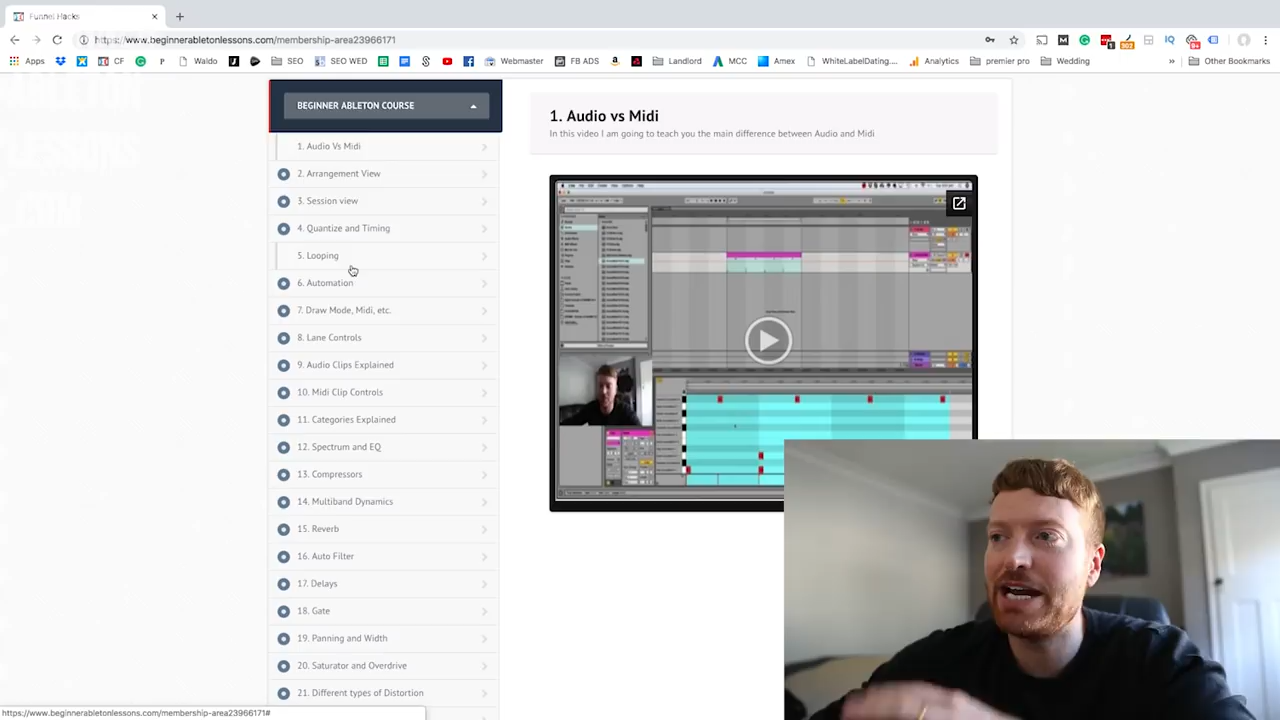 Funnel Hacks
https://www.beginnerabletonlessons.com/membership-area23966171
Apps
CF
P
Waldo
SEO
SEO WED
Webmaster
FB ADS
Landlord
MCC
Amex
WhiteLabelDating....
Analytics
premier pro
Wedding
»
Other Bookmarks
BEGINNER ABLETON COURSE
1. Audio Vs Midi
2. Arrangement View
3. Session view
4. Quantize and Timing
5. Looping
6. Automation
7. Draw Mode, Midi, etc.
8. Lane Controls
9. Audio Clips Explained
10. Midi Clip Controls
11. Categories Explained
12. Spectrum and EQ
13. Compressors
14. Multiband Dynamics
15. Reverb
16. Auto Filter
17. Delays
18. Gate
19. Panning and Width
20. Saturator and Overdrive
21. Different types of Distortion
1. Audio vs Midi
In this video I am going to teach you the main difference between Audio and Midi
https://www.beginnerabletonlessons.com/membership-area23966171#